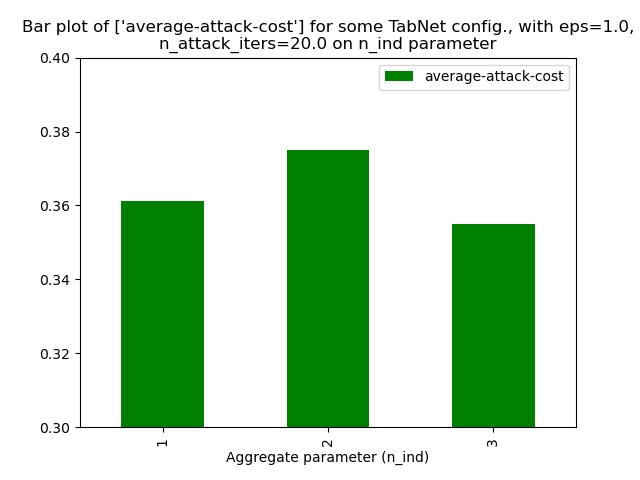 Bar plot of ['average-attack-cost'] for some TabNet config., with eps=1.0,
n_attack_iters=20.0 on n_ind parameter
average-attack-cost
0.40
0.38
0.36
0.34
0.32
0.30
1
2
3
Aggregate parameter (n_ind)